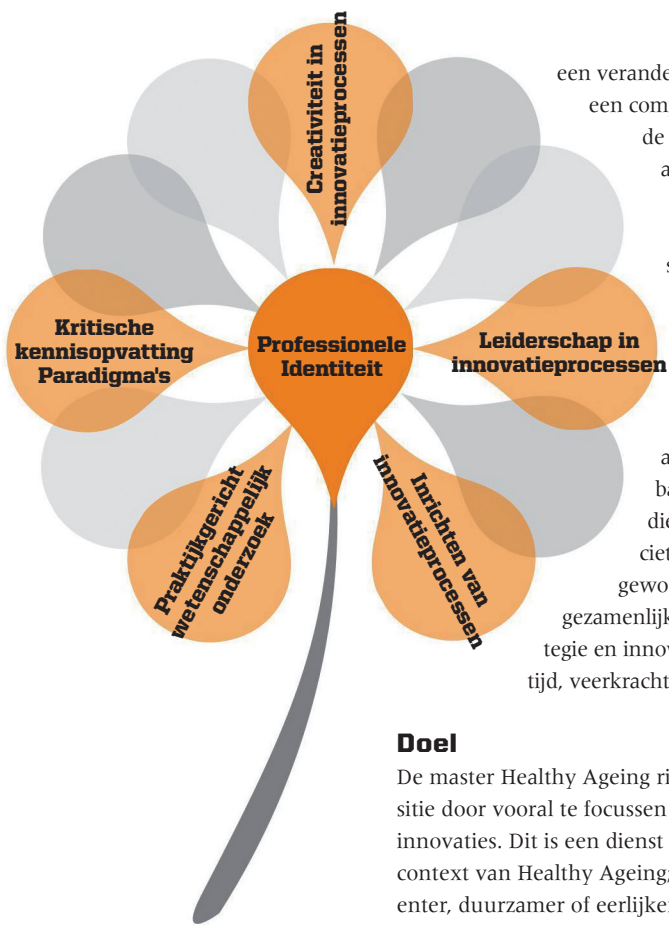 Creativiteit in
innovatieprocessen
Kritische
kennisopvatting
Paradigma's
Professionele
Identiteit
Leiderschap in
innovatieprocessen
Praktijkgericht
wetenschappelijk
onderzoek
Inrichten van
innovatieprocessen
een verande
een com
de
a
s
a
ba
die
ciet
gewo
gezamenlijk
tegie en innov
tijd, veerkracht
Doel
De master Healthy Ageing ri
sitie door vooral te focussen
innovaties. Dit is een dienst
context van Healthy Ageing;
enter, duurzamer of eerlijker